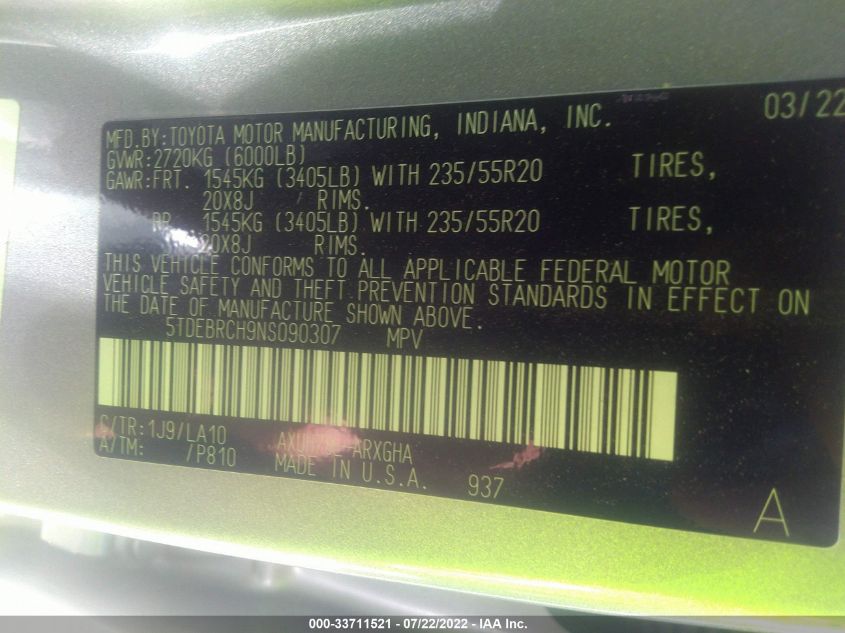 03/22
MFD.BY:TOYOTA MOTOR MANUFACTURING, INDIANA, INC.
GVWR:2720KG (6000LB)
GAWR:FRT. 1545KG (3405LB) WITH 235/55R20 TIRES,
20X8J RIMS.
RR. 1545KG (3405LB) WITH 235/55R20 TIRES,
20X8J RIMS.
THIS VEHICLE CONFORMS TO ALL APPLICABLE FEDERAL MOTOR
VEHICLE SAFETY AND THEFT PREVENTION STANDARDS IN EFFECT ON
THE DATE OF MANUFACTURE SHOWN ABOVE.
5TDEBRCH9NS090307 MPV
C/TR:1J9/LA10
A/TM: /P810
MADE IN U.S.A. 937
A
000-33711521 - 07/22/2022 - IAA Inc.